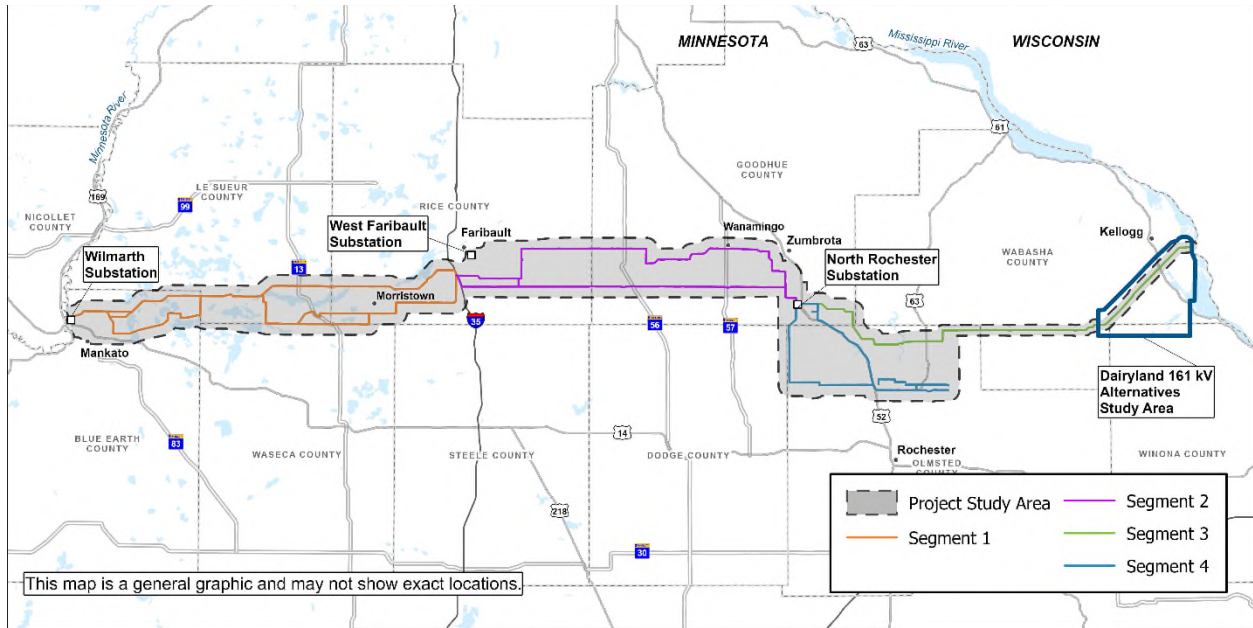 MINNESOTA
WISCONSIN
Mississippi River
63
61
Minnesota River
169
NICOLLET
COUNTY
99
LE SUEUR
COUNTY
RICE COUNTY
Faribault
West Faribault
Substation
Wilmarth
Substation
13
Morristown
Mankato
35
GOODHUE
COUNTY
Wanamingo
Zumbrota
North Rochester
Substation
63
WABASHA
COUNTY
Kellogg
56
57
Dairyland 161 kV
Alternatives
Study Area
52
BLUE EARTH
COUNTY
83
WASECA COUNTY
STEELE COUNTY
14
DODGE COUNTY
Rochester
OLMSTED
COUNTY
WINONA COUNTY
218
30
Project Study Area
Segment 1
Segment 2
Segment 3
Segment 4
This map is a general graphic and may not show exact locations.